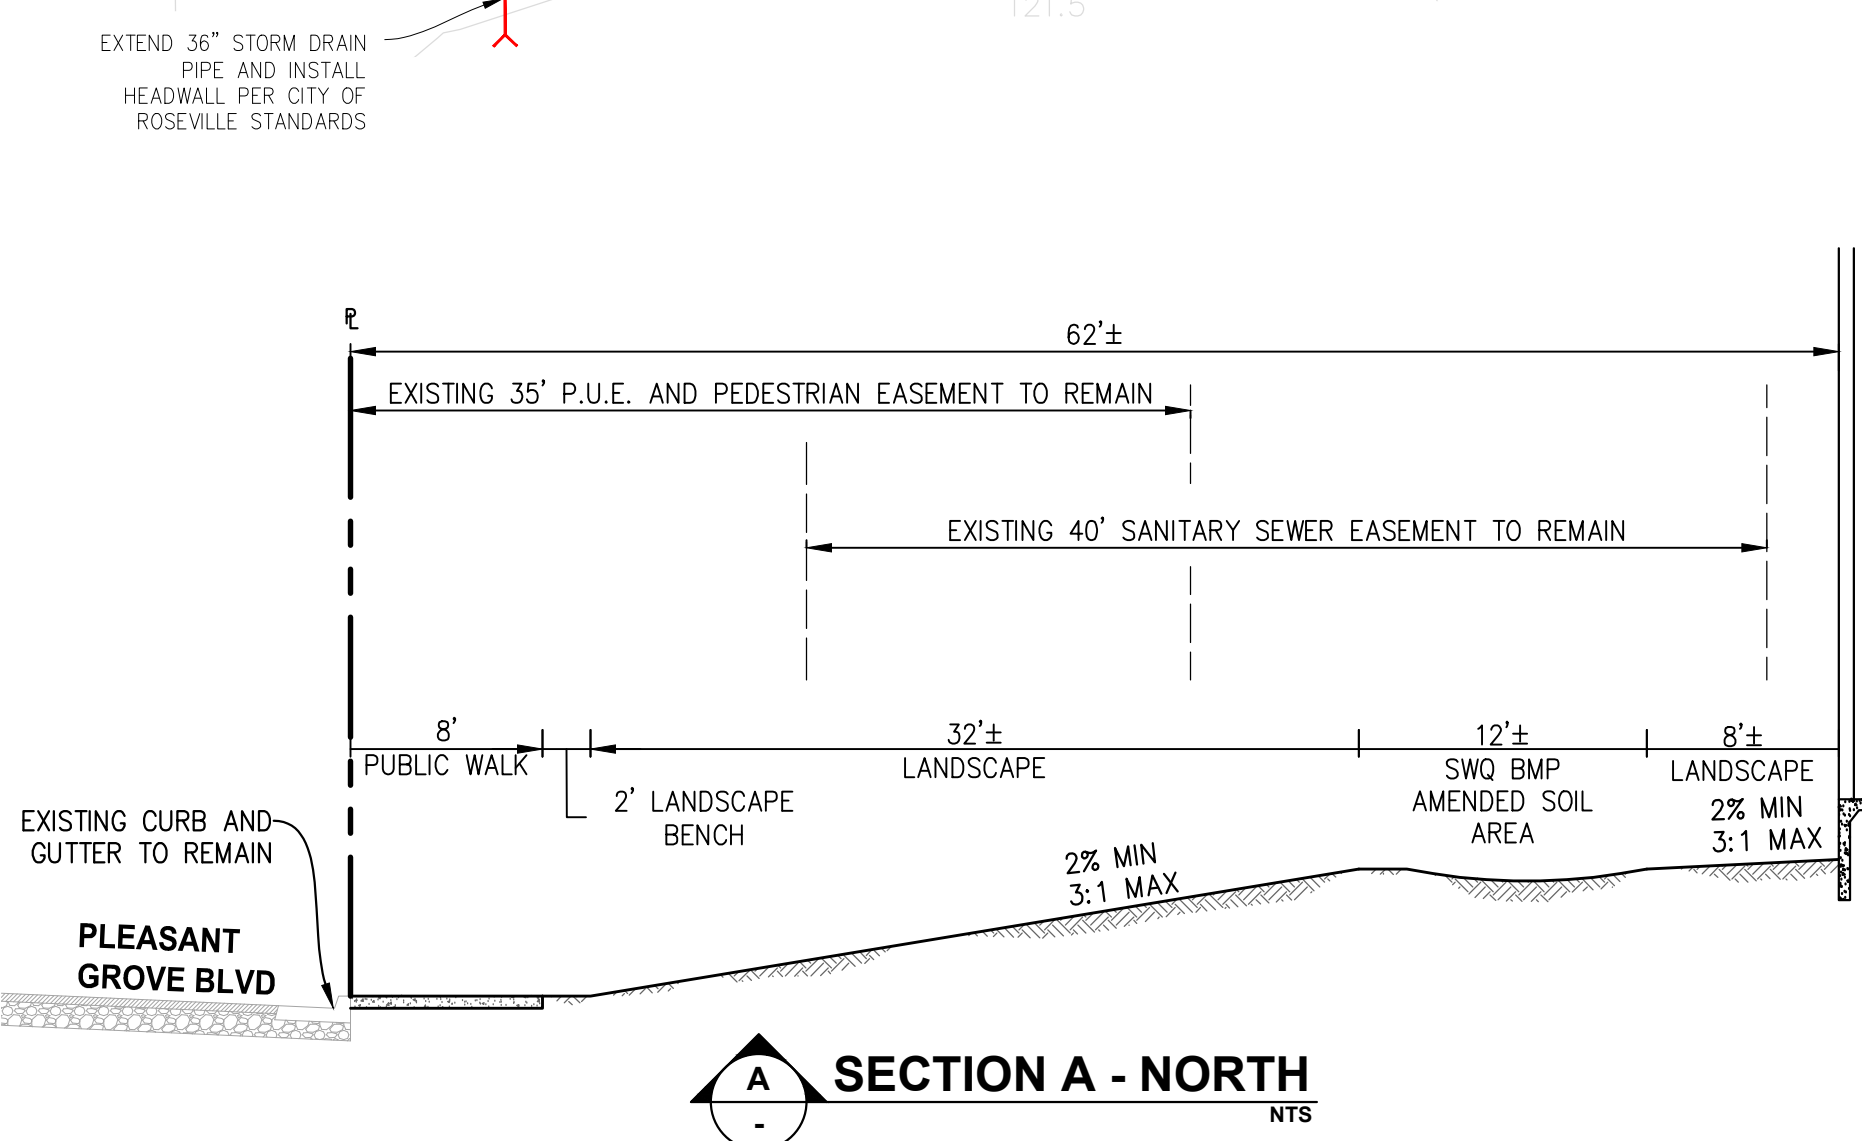 121.5
EXTEND 36" STORM DRAIN
PIPE AND INSTALL
HEADWALL PER CITY OF
ROSEVILLE STANDARDS
PL
62'±
EXISTING 35' P.U.E. AND PEDESTRIAN EASEMENT TO REMAIN
EXISTING 40' SANITARY SEWER EASEMENT TO REMAIN
8'
PUBLIC WALK
2' LANDSCAPE
BENCH
32'±
LANDSCAPE
12'±
SWQ BMP
AMENDED SOIL
AREA
8'±
LANDSCAPE
2% MIN
3:1 MAX
2% MIN
3:1 MAX
EXISTING CURB AND
GUTTER TO REMAIN
PLEASANT
GROVE BLVD
A
-
SECTION A - NORTH
NTS